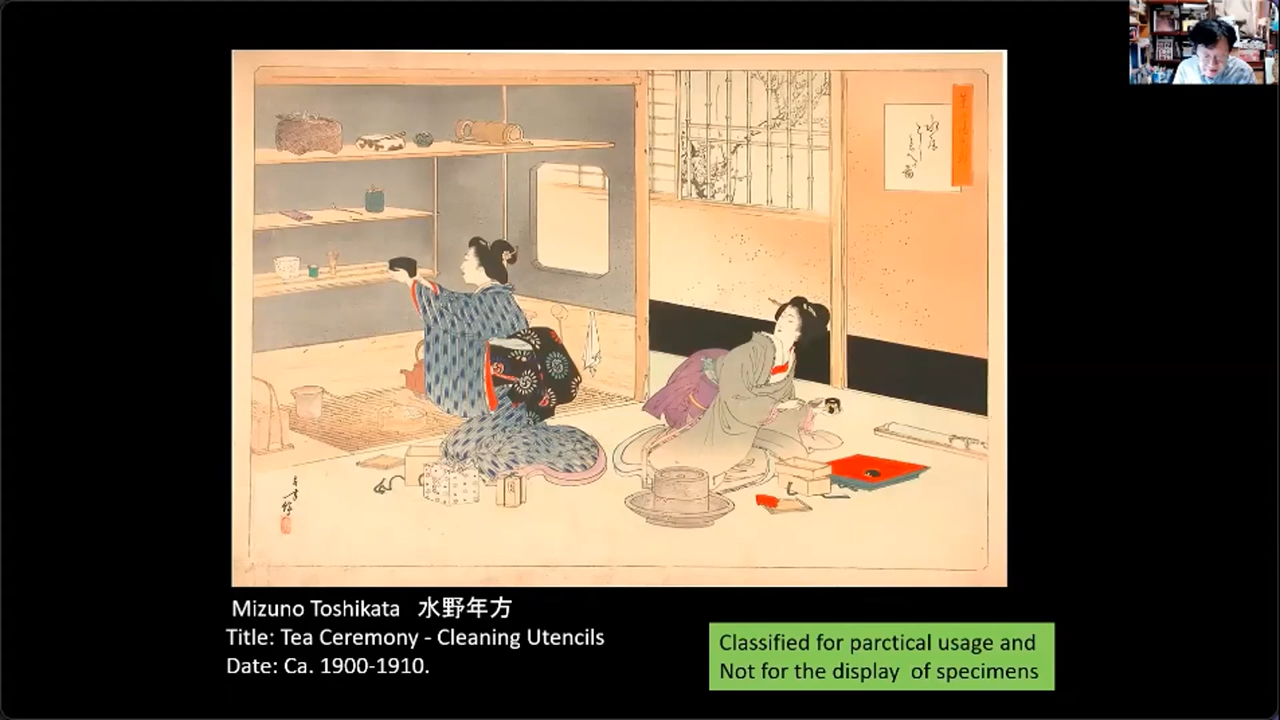 Mizuno Toshikata 水野年方
Title: Tea Ceremony - Cleaning Utensils
Date: Ca. 1900-1910.
Classified for parctical usage and
Not for the display of specimens